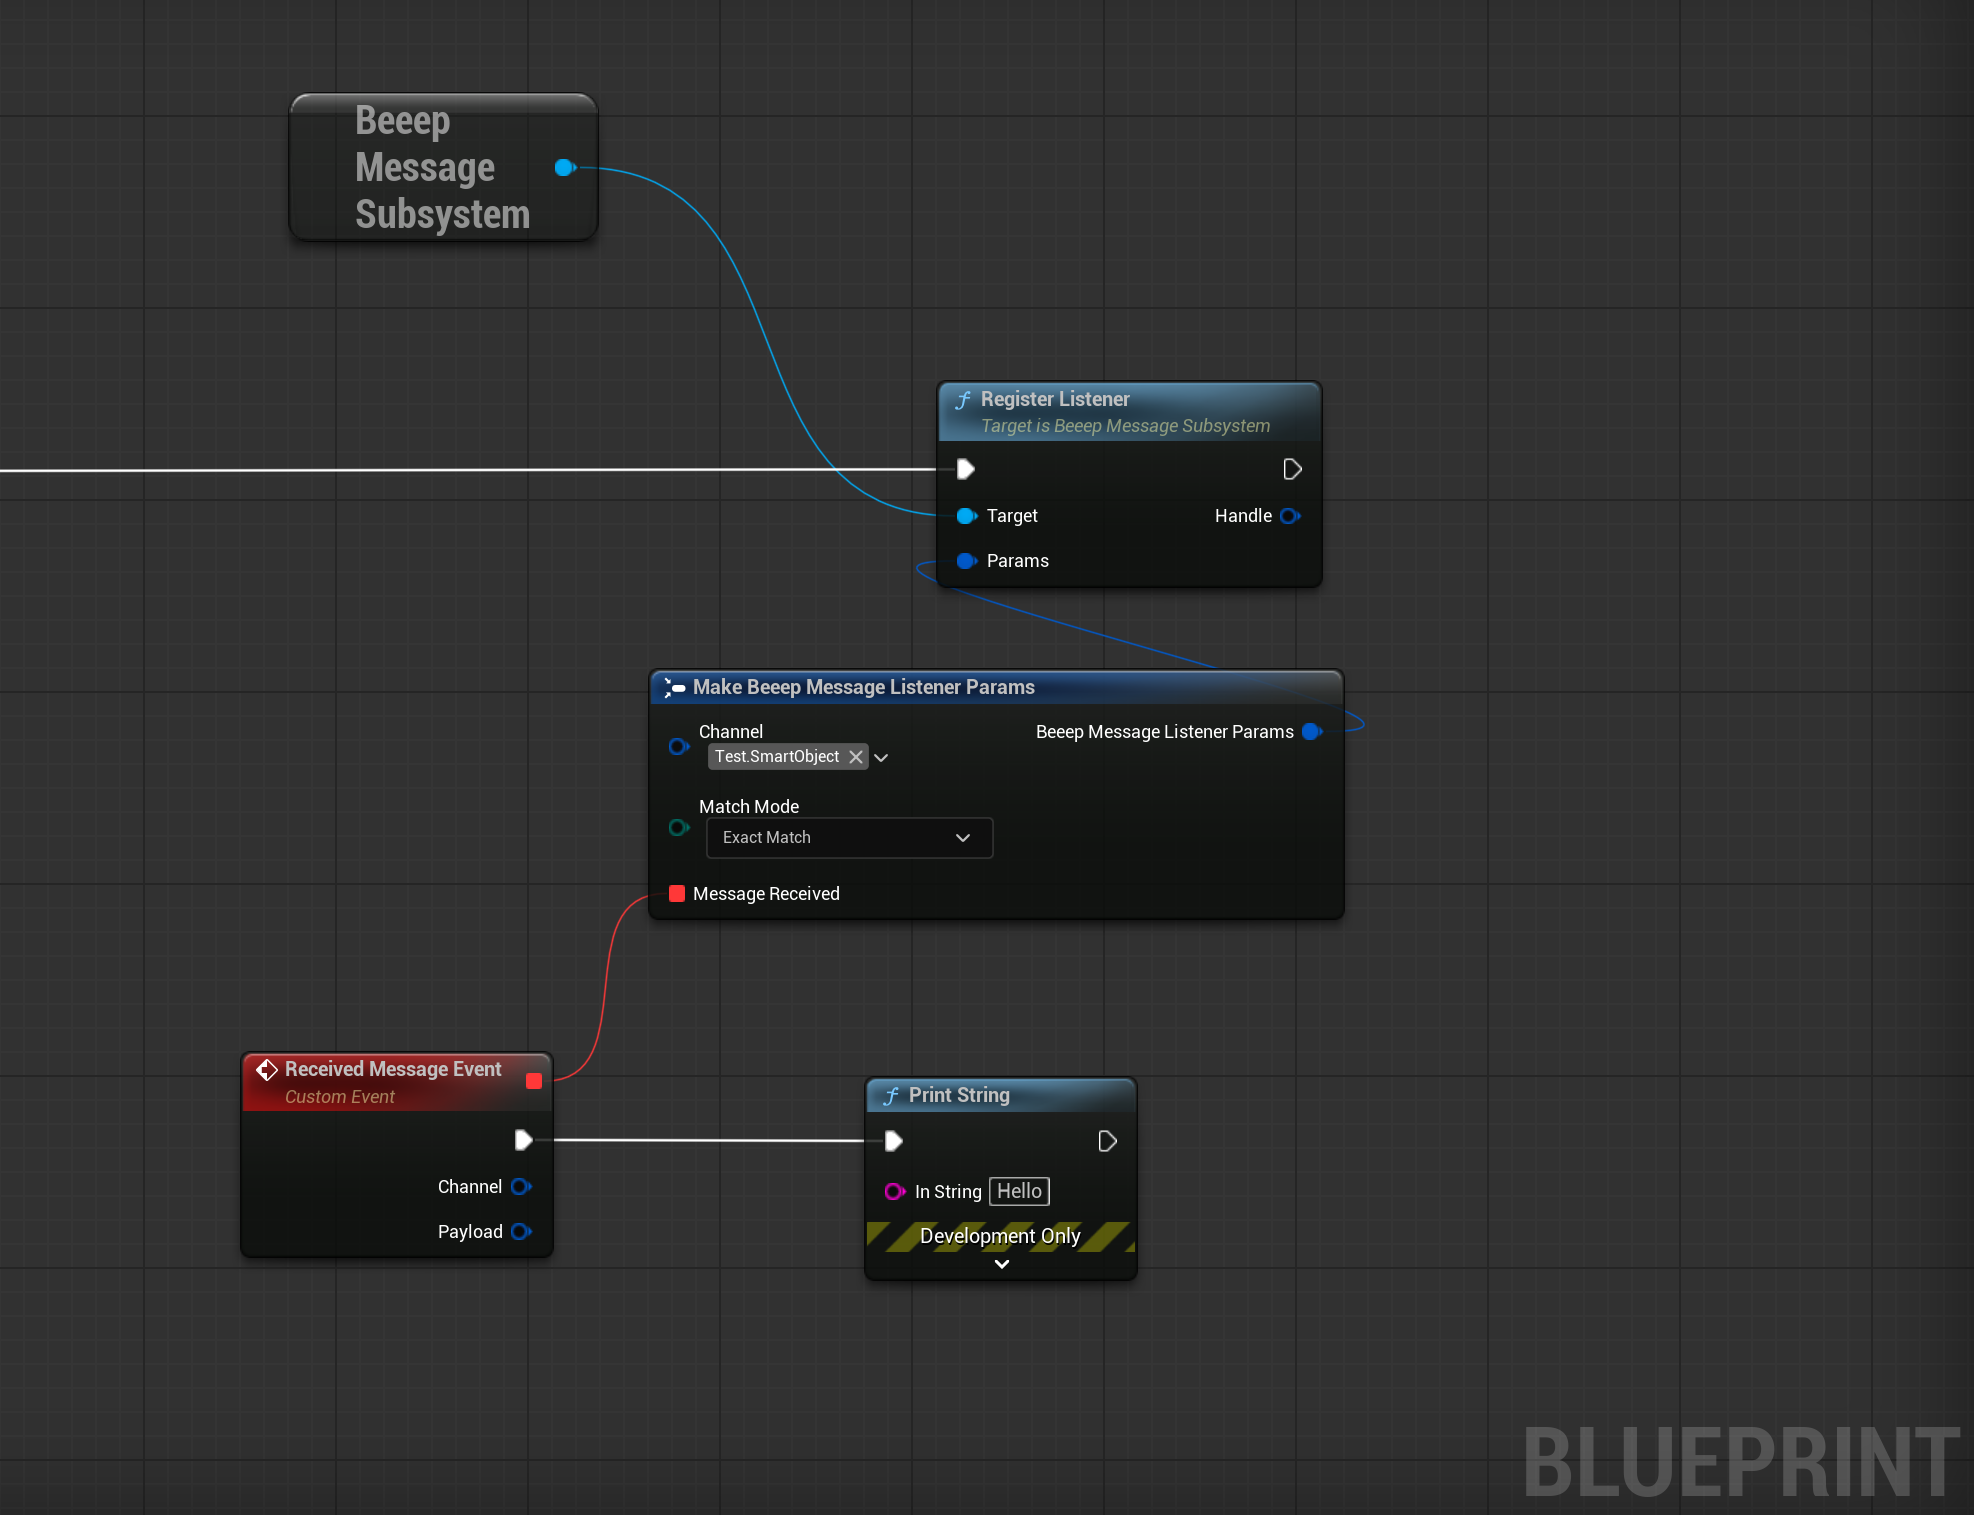 Beeep
Message
Subsystem
Register Listener
Target is Beeep Message Subsystem
Target
Handle
Params
Make Beeep Message Listener Params
Channel
Beeep Message Listener Params
Test.SmartObject
Match Mode
Exact Match
Message Received
Received Message Event
Custom Event
Channel
Payload
Print String
In String Hello
Development Only
BLUEPRINT